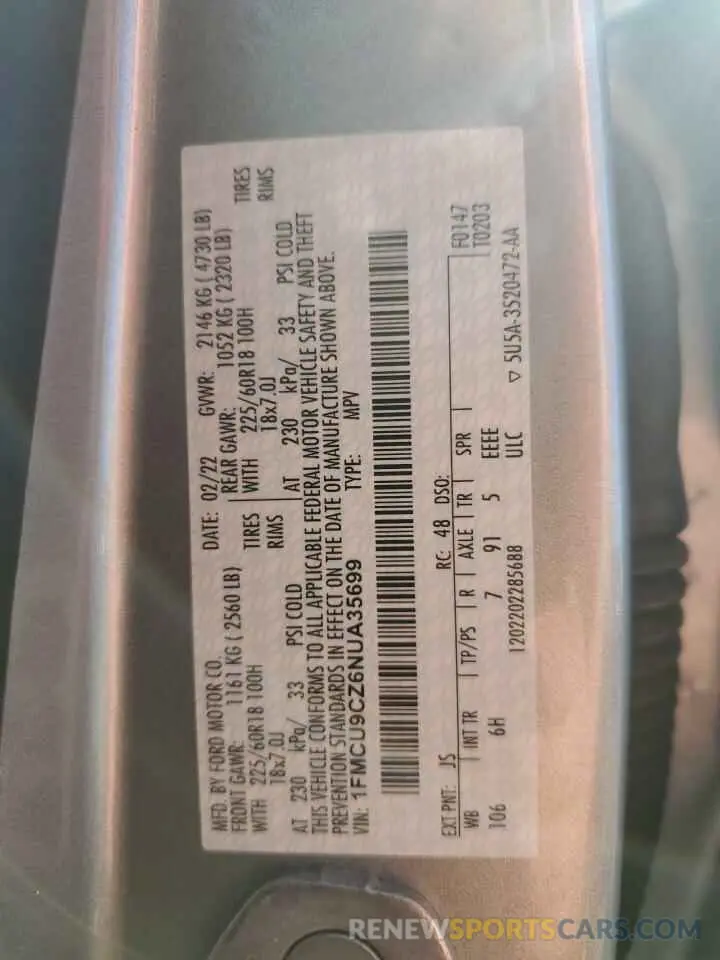 MFD. BY FORD MOTOR CO.
DATE: 02/22 GVWR: 2146 KG ( 4730 LB)
FRONT GAWR: 1161 KG ( 2560 LB)
REAR GAWR: 1052 KG ( 2320 LB)
WITH 225/60R18 100H TIRES
WITH 225/60R18 100H TIRES
18x7.0J RIMS
18x7.0J RIMS
AT 230 kPa/ 33 PSI COLD
AT 230 kPa/ 33 PSI COLD
THIS VEHICLE CONFORMS TO ALL APPLICABLE FEDERAL MOTOR VEHICLE SAFETY AND THEFT
PREVENTION STANDARDS IN EFFECT ON THE DATE OF MANUFACTURE SHOWN ABOVE.
VIN: 1FMCU9CZ6NUA35699 TYPE: MPV
EXT PNT: JS RC: 48 DSO: F0147
WB INT TR TP/PS R AXLE TR SPR T0203
106 6H 7 91 5 EEEE
1202202285688 ULC ▽ 5U5A-3520472-AA
RENEWSPORTSCARS.COM